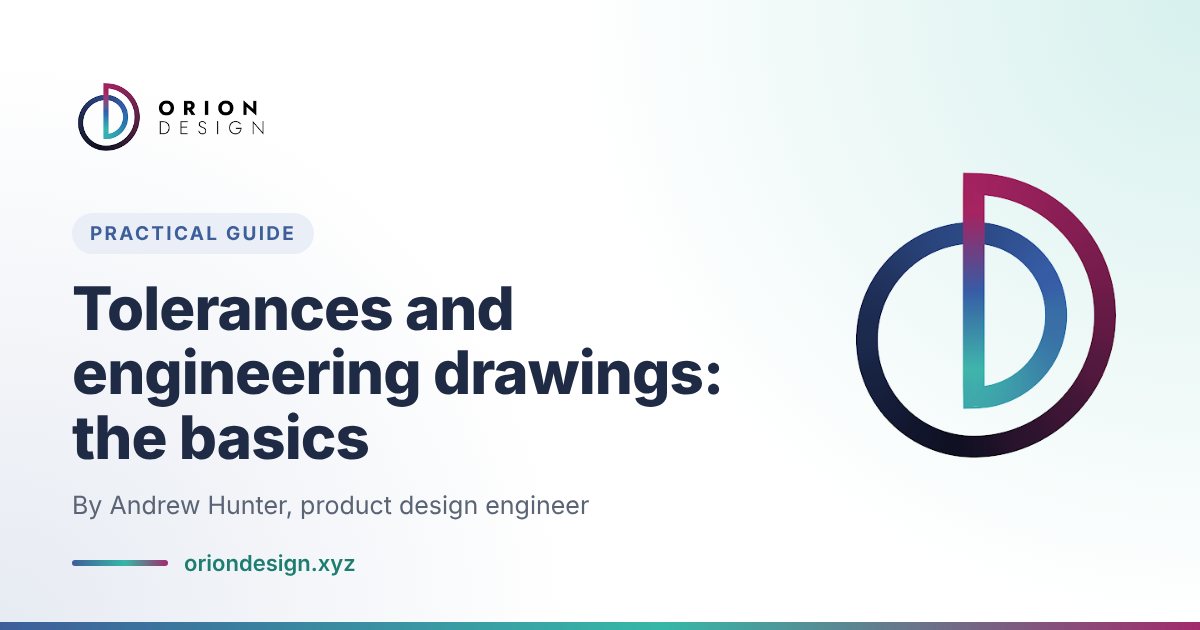 ORION
DESIGN
PRACTICAL GUIDE
Tolerances and
engineering drawings:
the basics
By Andrew Hunter, product design engineer
oriondesign.xyz